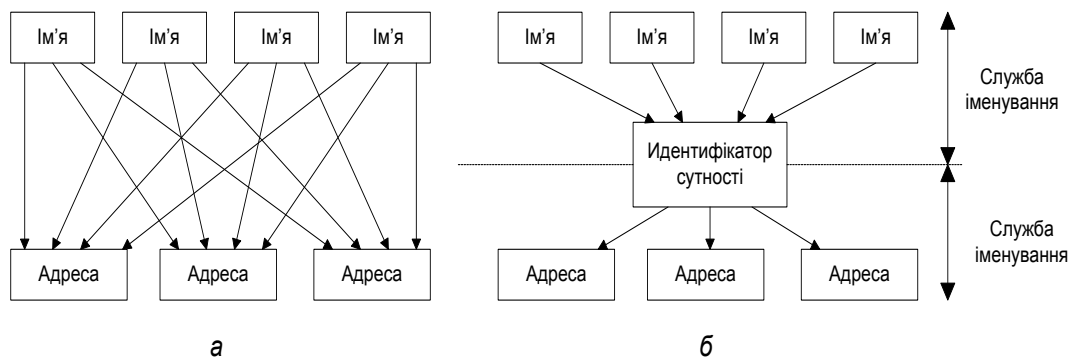 Ім'я Ім'я Ім'я Ім'я
Адреса Адреса Адреса
а
Ім'я Ім'я Ім'я Ім'я
Идентифікатор
сутності
Адреса Адреса Адреса
б
Служба
іменування
Служба
іменування